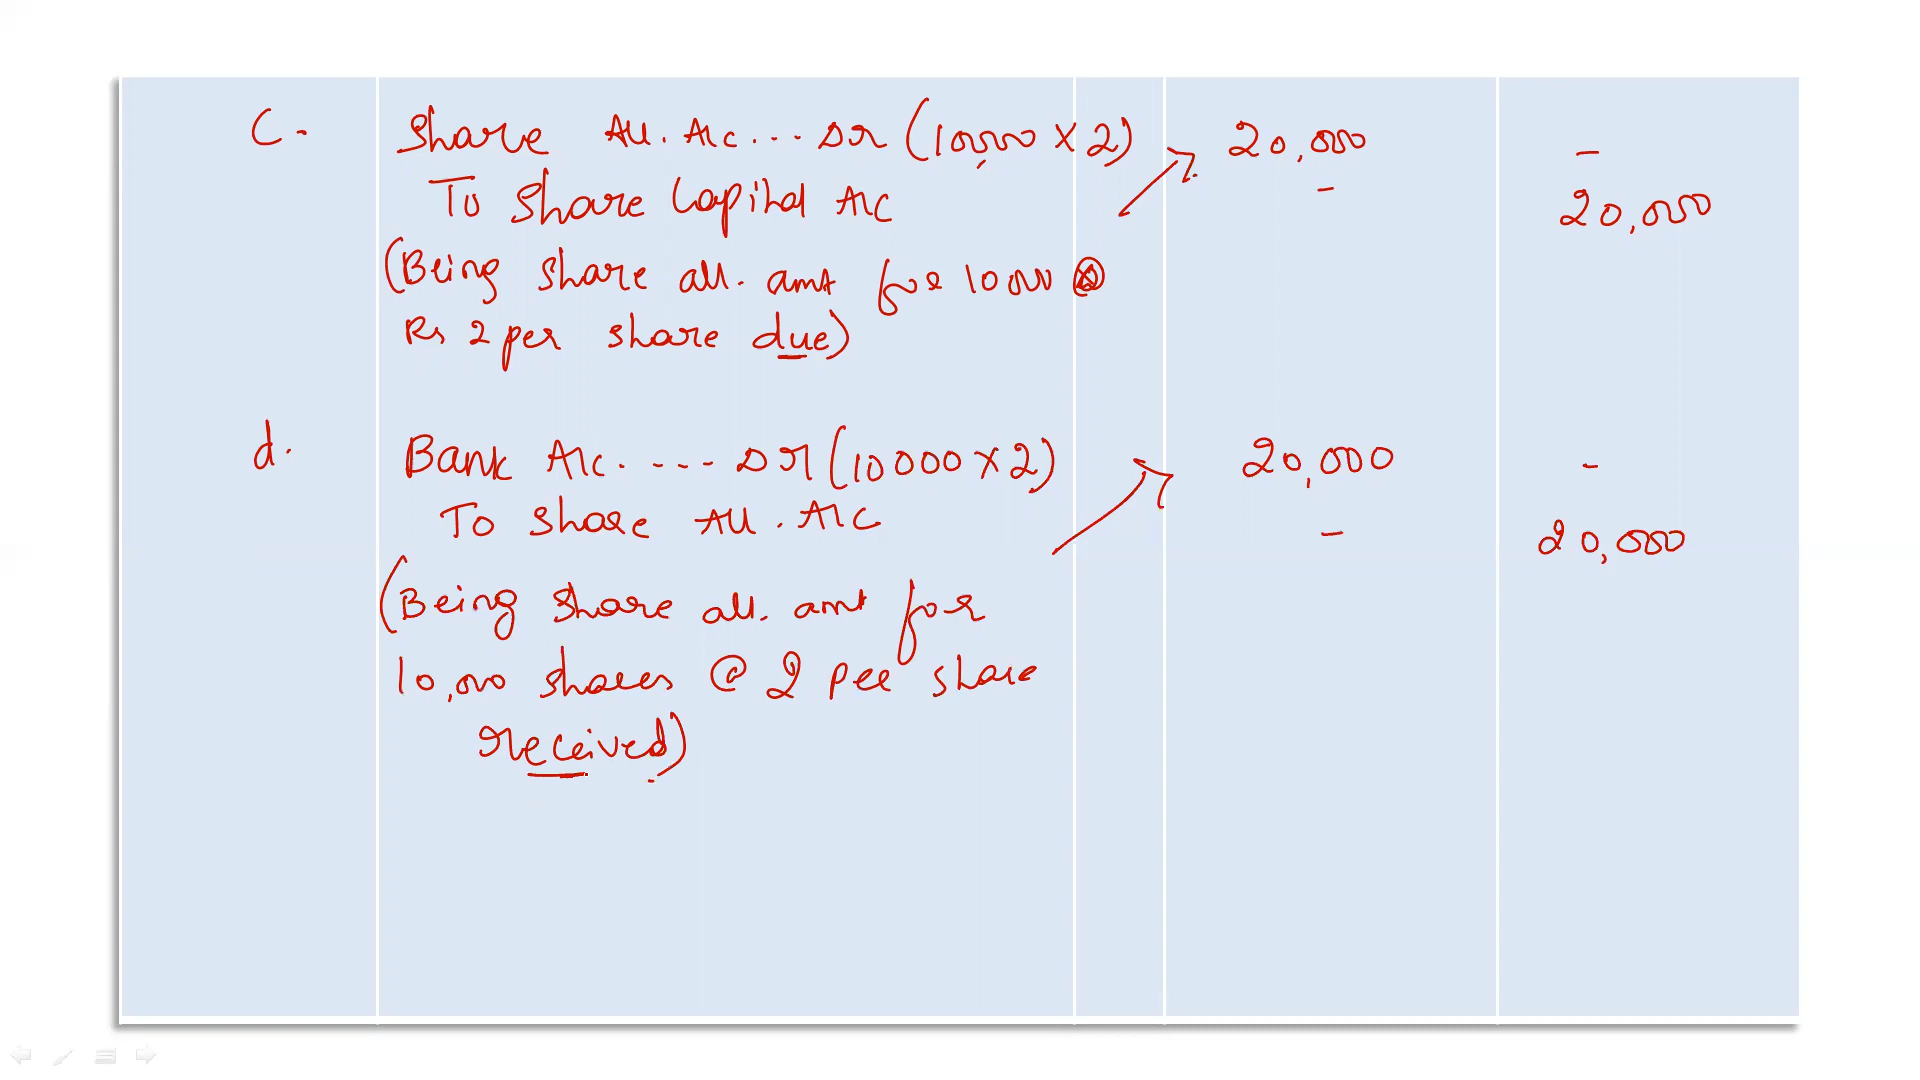 C. Share All. A/c... Dr (10,000 X 2) 20,000 -
To Share Capital A/C - 20,000
(Being share all. amt for 10000 @
Rs 2 per share due)
d. Bank A/c. .... Dr (10000 X 2) 20,000 -
To share All. A/C - 20,000
(Being share all. amt for
10,000 shares @ 2 per share
received)